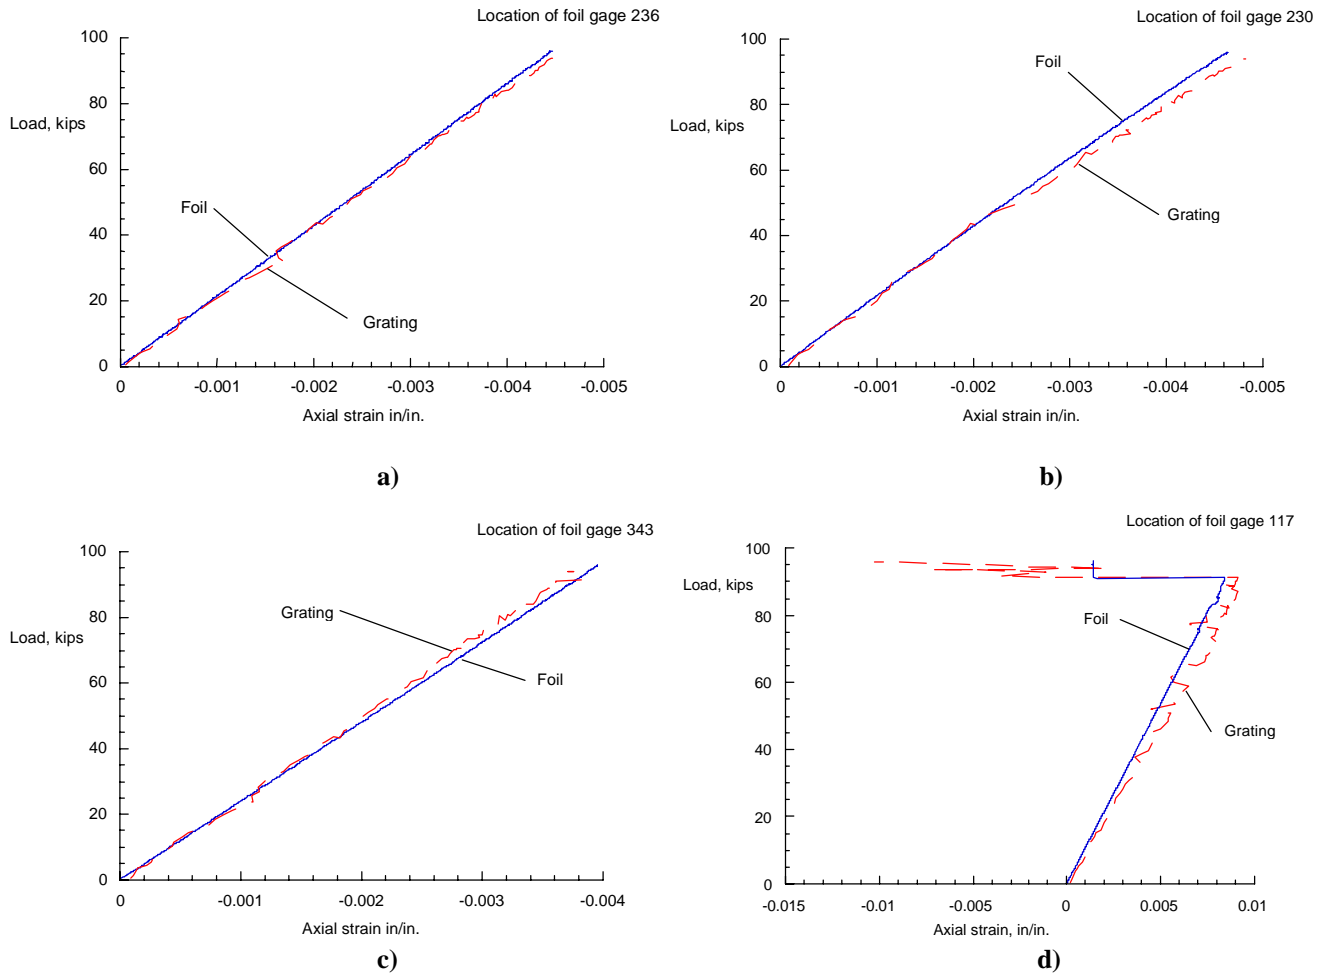 Location of foil gage 236
100
80
60
40
20
0
Load, kips
Foil
Grating
0 -0.001 -0.002 -0.003 -0.004 -0.005
Axial strain in/in.
a)
Location of foil gage 230
100
80
60
40
20
0
Load, kips
Foil
Grating
0 -0.001 -0.002 -0.003 -0.004 -0.005
Axial strain in/in.
b)
Location of foil gage 343
100
80
60
40
20
0
Load, kips
Grating
Foil
0 -0.001 -0.002 -0.003 -0.004
Axial strain in/in.
c)
Location of foil gage 117
100
80
60
40
20
0
Load, kips
Foil
Grating
-0.015 -0.01 -0.005 0 0.005 0.01
Axial strain, in/in.
d)